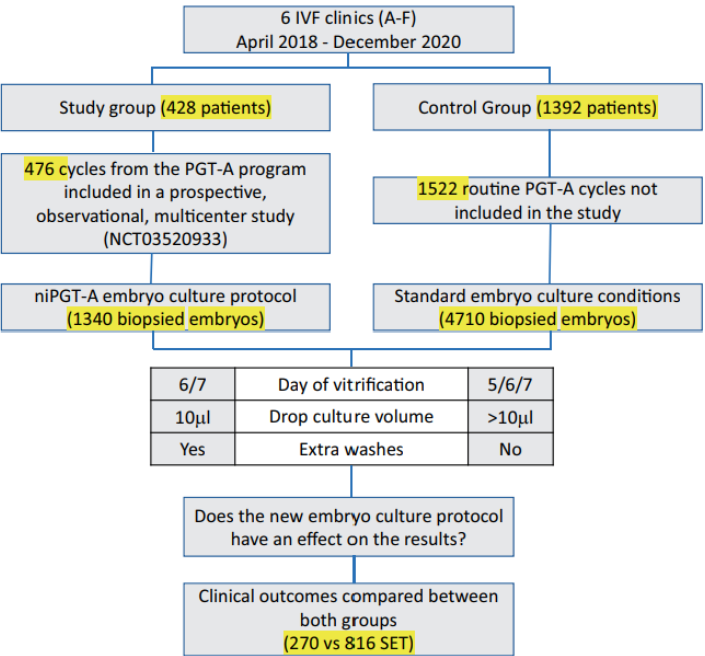 6 IVF clinics (A-F)
April 2018 - December 2020
Study group (428 patients)
Control Group (1392 patients)
476 cycles from the PGT-A program
included in a prospective,
observational, multicenter study
(NCT03520933)
1522 routine PGT-A cycles not
included in the study
niPGT-A embryo culture protocol
(1340 biopsied embryos)
Standard embryo culture conditions
(4710 biopsied embryos)
6/7 Day of vitrification 5/6/7
10µl Drop culture volume >10µl
Yes Extra washes No
Does the new embryo culture protocol
have an effect on the results?
Clinical outcomes compared between
both groups
(270 vs 816 SET)